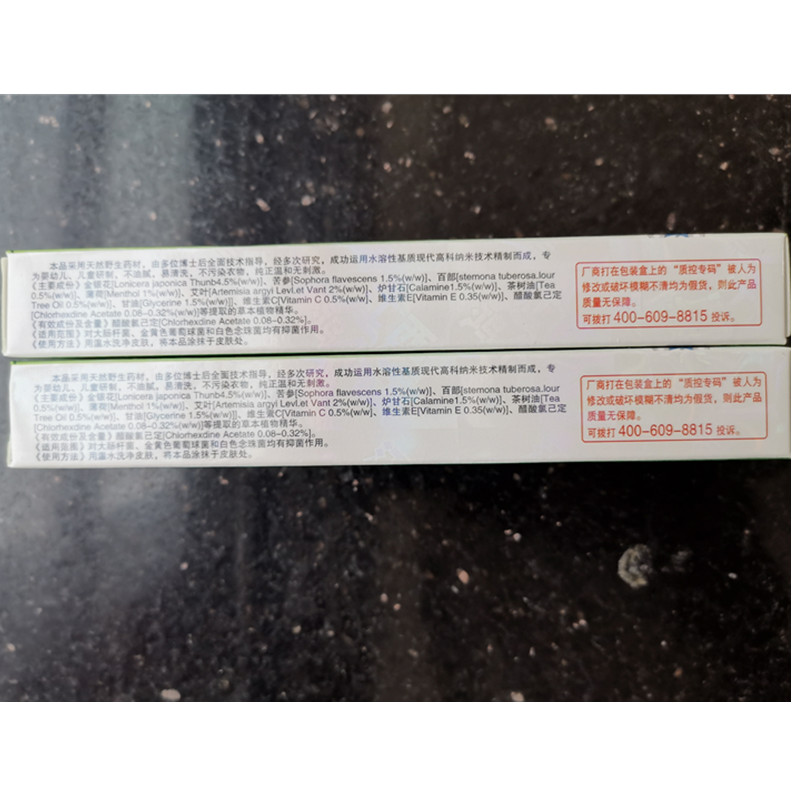 本品采用天然野生药材，由多位博士后全面技术指导，经多次研究，成功运用水溶性基质现代高科纳米技术精制而成，专
为婴幼儿、儿童研制，不油腻，易清洗，不污染衣物，纯正温和无刺激。
《主要成份》金银花[Lonicera japonica Thunb4.5%(w/w)]、苦参[Sophora flavescens 1.5%(w/w)]、百部[stemona tuberosa.lour
0.5%(w/w)]、薄荷[Menthol 1%(w/w)]、艾叶[Artemisia argyi Levl.et Vant 2%(w/w)]、炉甘石[Calamine1.5%(w/w)]、茶树油[Tea
Tree Oil 0.5%(w/w)]、甘油[Glycerine 1.5%(w/w)]、维生素C[Vitamin C 0.5%(w/w)]、维生素E[Vitamin E 0.35(w/w)]、醋酸氯己定
[Chlorhexdine Acetate 0.08-0.32%(w/w)]等提取的草本植物精华。
《有效成份及含量》醋酸氯己定[Chlorhexdine Acetate 0.08-0.32%]。
《适用范围》对大肠杆菌、金黄色葡萄球菌和白色念珠菌均有抑菌作用。
《使用方法》用温水洗净皮肤，将本品涂抹于皮肤处。
厂商打在包装盒上的“质控专码”被人为
修改或破坏模糊不清均为假货，则此产品
质量无保障。
可拨打 400-609-8815 投诉。
本品采用天然野生药材，由多位博士后全面技术指导，经多次研究，成功运用水溶性基质现代高科纳米技术精制而成，专
为婴幼儿、儿童研制，不油腻，易清洗，不污染衣物，纯正温和无刺激。
《主要成份》金银花[Lonicera japonica Thunb4.5%(w/w)]、苦参[Sophora flavescens 1.5%(w/w)]、百部[stemona tuberosa.lour
0.5%(w/w)]、薄荷[Menthol 1%(w/w)]、艾叶[Artemisia argyi Levl.et Vant 2%(w/w)]、炉甘石[Calamine1.5%(w/w)]、茶树油[Tea
Tree Oil 0.5%(w/w)]、甘油[Glycerine 1.5%(w/w)]、维生素C[Vitamin C 0.5%(w/w)]、维生素E[Vitamin E 0.35(w/w)]、醋酸氯己定
[Chlorhexdine Acetate 0.08-0.32%(w/w)]等提取的草本植物精华。
《有效成份及含量》醋酸氯己定[Chlorhexdine Acetate 0.08-0.32%]。
《适用范围》对大肠杆菌、金黄色葡萄球菌和白色念珠菌均有抑菌作用。
《使用方法》用温水洗净皮肤，将本品涂抹于皮肤处。
厂商打在包装盒上的“质控专码”被人为
修改或破坏模糊不清均为假货，则此产品
质量无保障。
可拨打 400-609-8815 投诉。